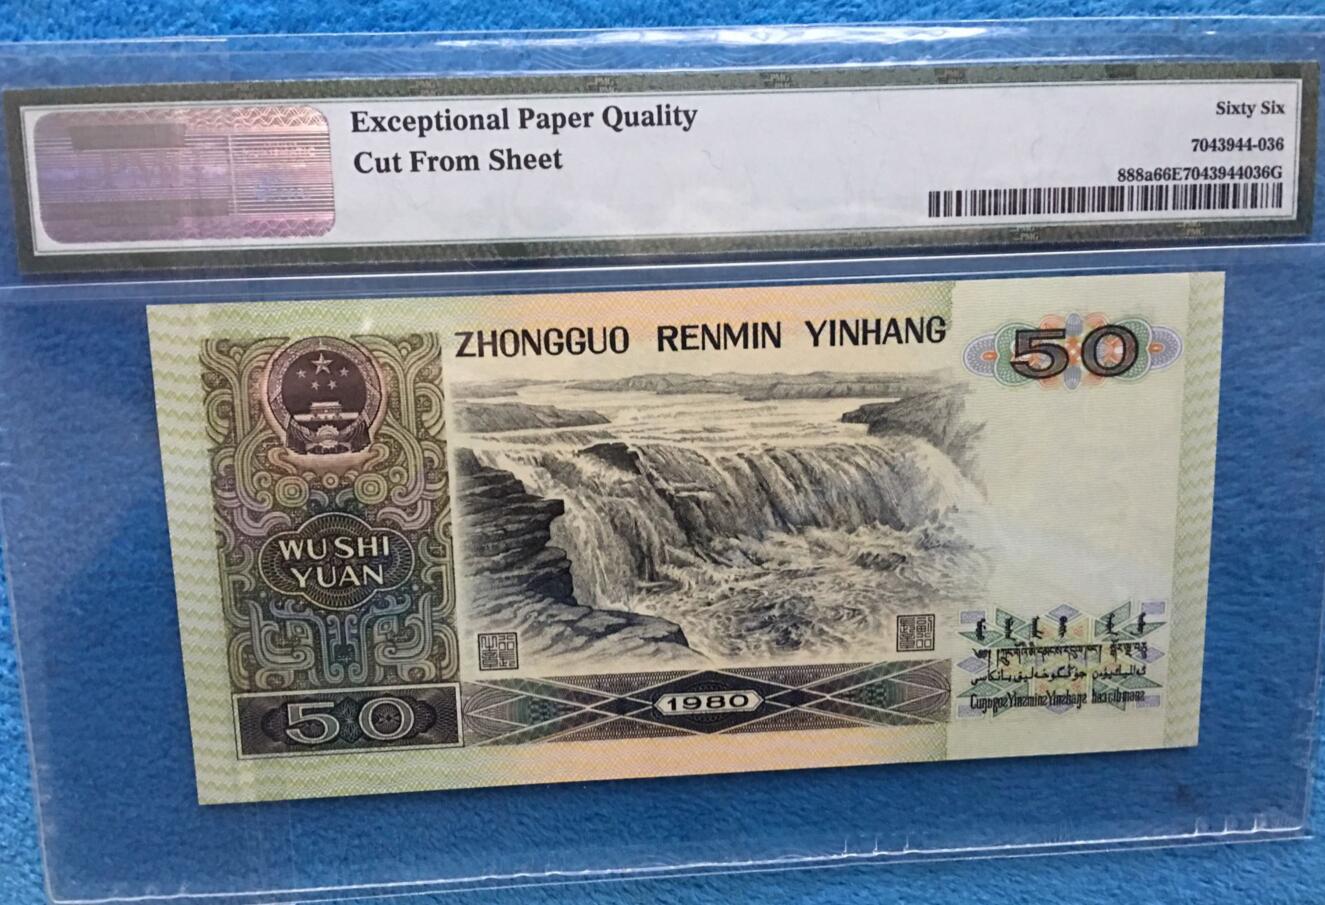 Exceptional Paper Quality
Cut From Sheet
Sixty Six
7043944-036
888a66E7043944036G
ZHONGGUO RENMIN YINHANG
50
WU SHI
YUAN
50
1980